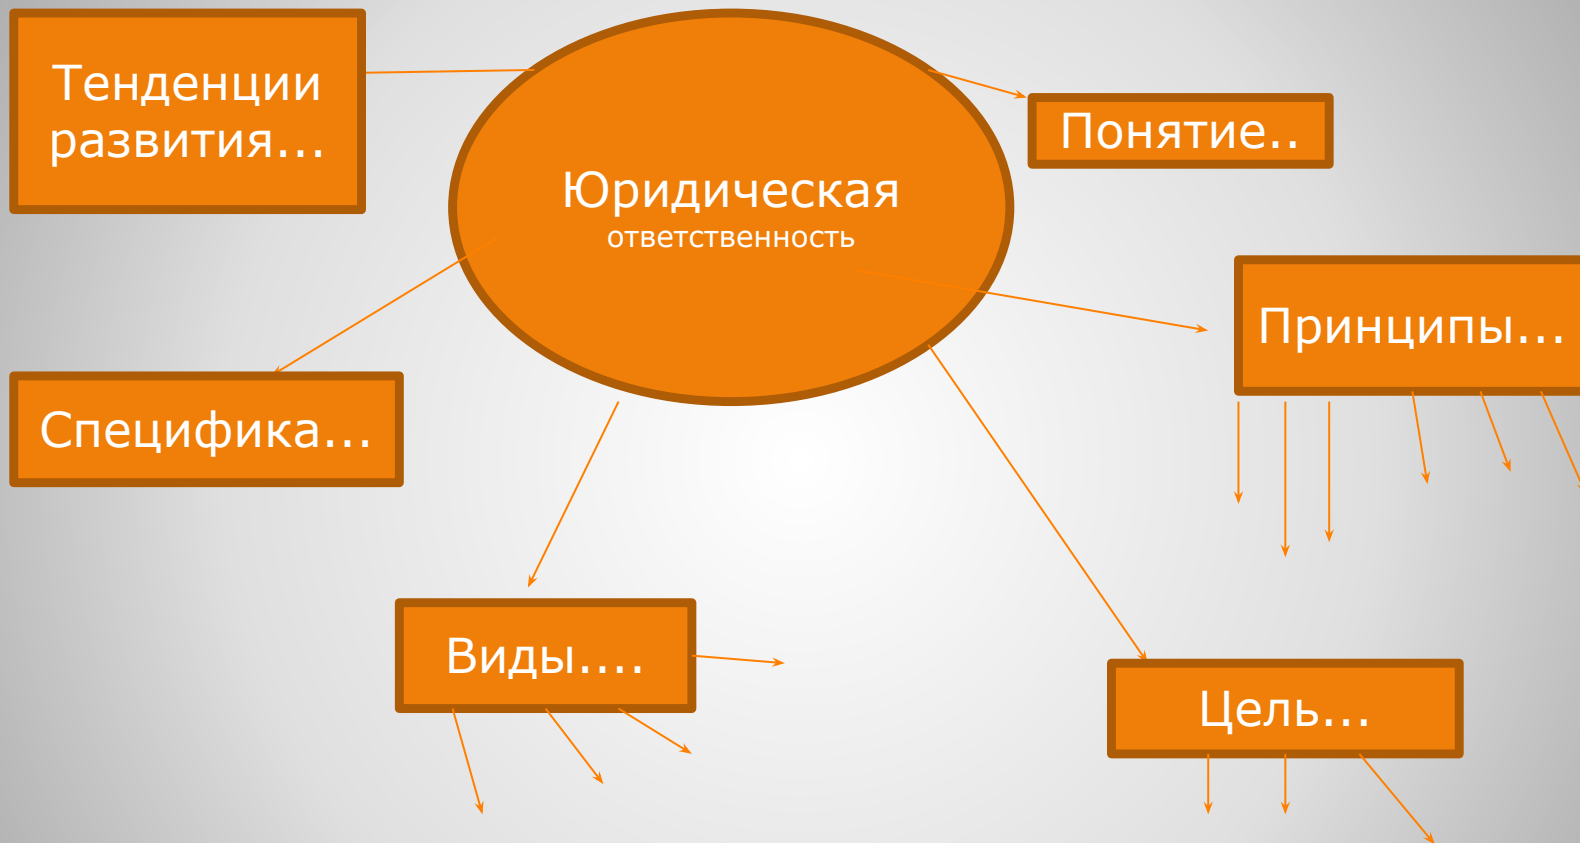 Тенденции
развития...
Юридическая
ответственность
Понятие..
Принципы...
Специфика...
Виды....
Цель...